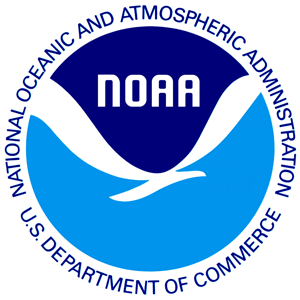 NATIONAL OCEANIC AND ATMOSPHERIC ADMINISTRATION
NOAA
U.S. DEPARTMENT OF COMMERCE